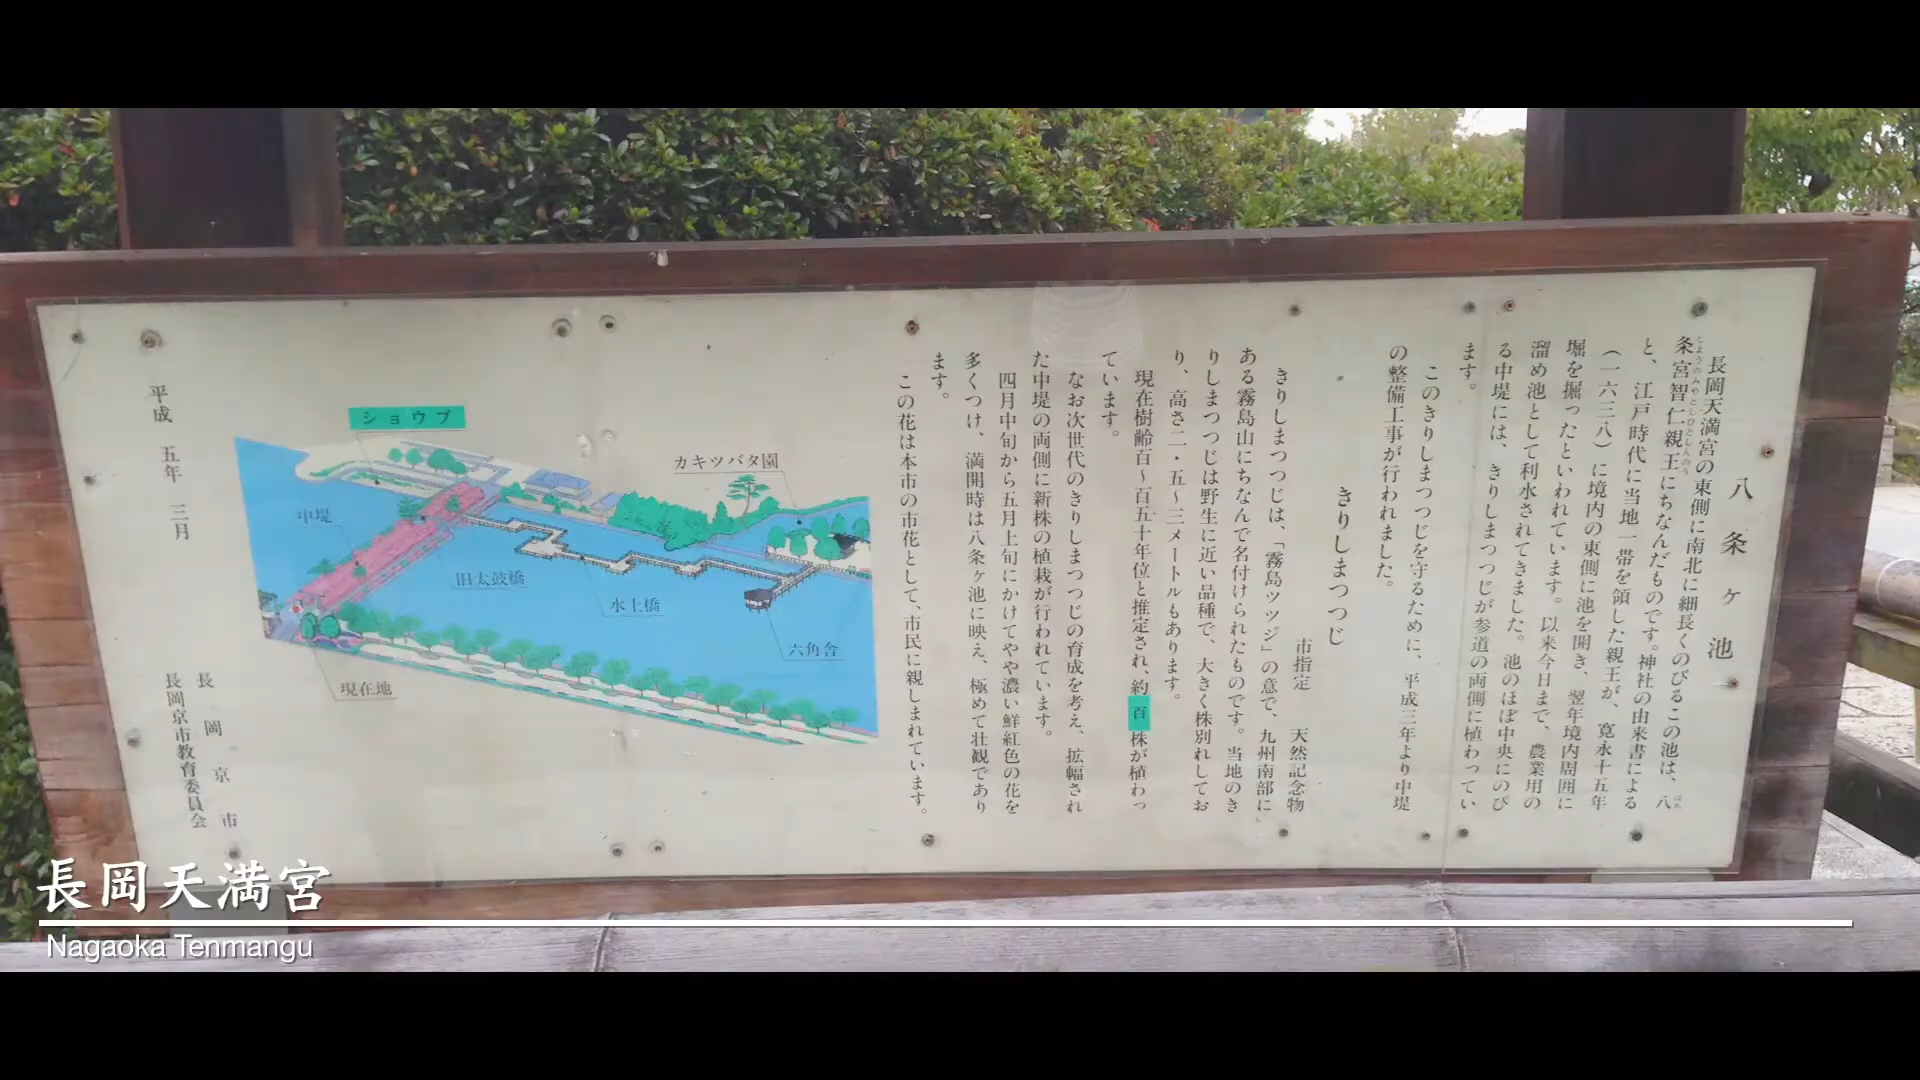 八条ヶ池
長岡天満宮の東側に南北に細長くのびるこの池は、八
条宮智仁親王にちなんだものです。神社の由来書による
と、江戸時代に当地一帯を領した親王が、寛永十五年
(一六三八)に境内の東側に池を開き、翌年境内周囲に
堀を掘ったといわれています。以来今日まで、農業用の
溜め池として利水されてきました。池のほぼ中央にのび
る中堤には、きりしまつつじが参道の両側に植わってい
ます。
このきりしまつつじを守るために、平成三年より中堤
の整備工事が行われました。
きりしまつつじ
市指定 天然記念物
きりしまつつじは、「霧島ツツジ」の意で、九州南部に
ある霧島山にちなんで名付けられたものです。当地のき
りしまつつじは野生に近い品種で、大きく株別れしてお
り、高さ二・五〜三メートルもあります。
現在樹齢百〜百五十年位と推定され、約百株が植わっ
ています。
なお次世代のきりしまつつじの育成を考え、拡幅され
た中堤の両側に新株の植栽が行われています。
四月中旬から五月上旬にかけてやや濃い鮮紅色の花を
多くつけ、満開時は八条ヶ池に映え、極めて壮観であり
ます。
この花は本市の市花として、市民に親しまれています。
ショウブ
カキツバタ園
中堤
旧太鼓橋
水上橋
六角舎
現在地
平成 五年 三月
長岡京市
長岡京市教育委員会
長岡天満宮
Nagaoka Tenmangu